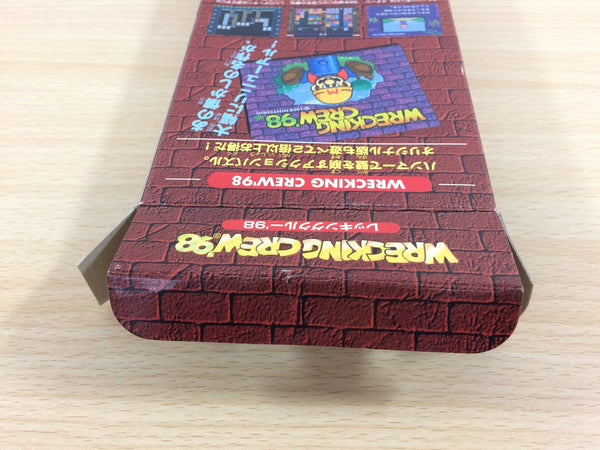 WRECKING CREW'98
レッキングクルー'98
WRECKING CREW'98
ハンマーで壁を崩すアクションパズル。
オリジナル版も遊べて2倍以上お得だ!
WRECKING
CREW'98
©1998 NINTENDO